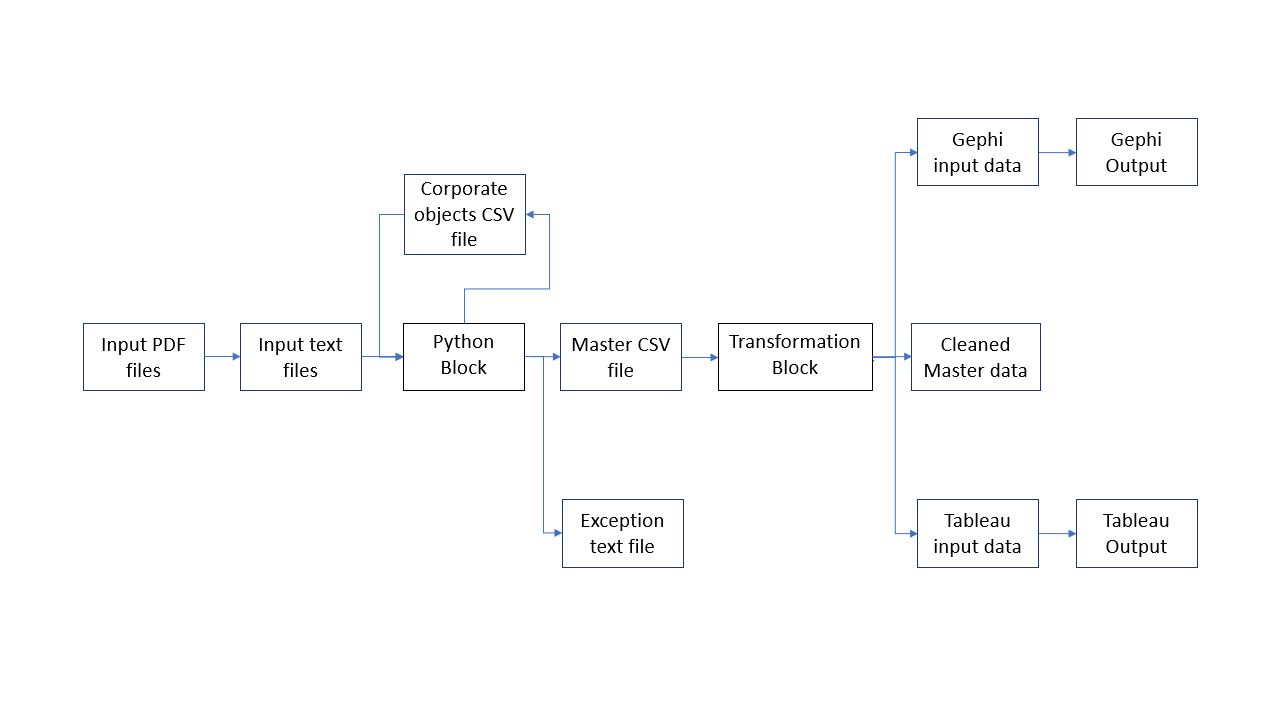 Gephi
input data
Gephi
Output
Corporate
objects CSV
file
Input PDF
files
Input text
files
Python
Block
Master CSV
file
Transformation
Block
Cleaned
Master data
Exception
text file
Tableau
input data
Tableau
Output